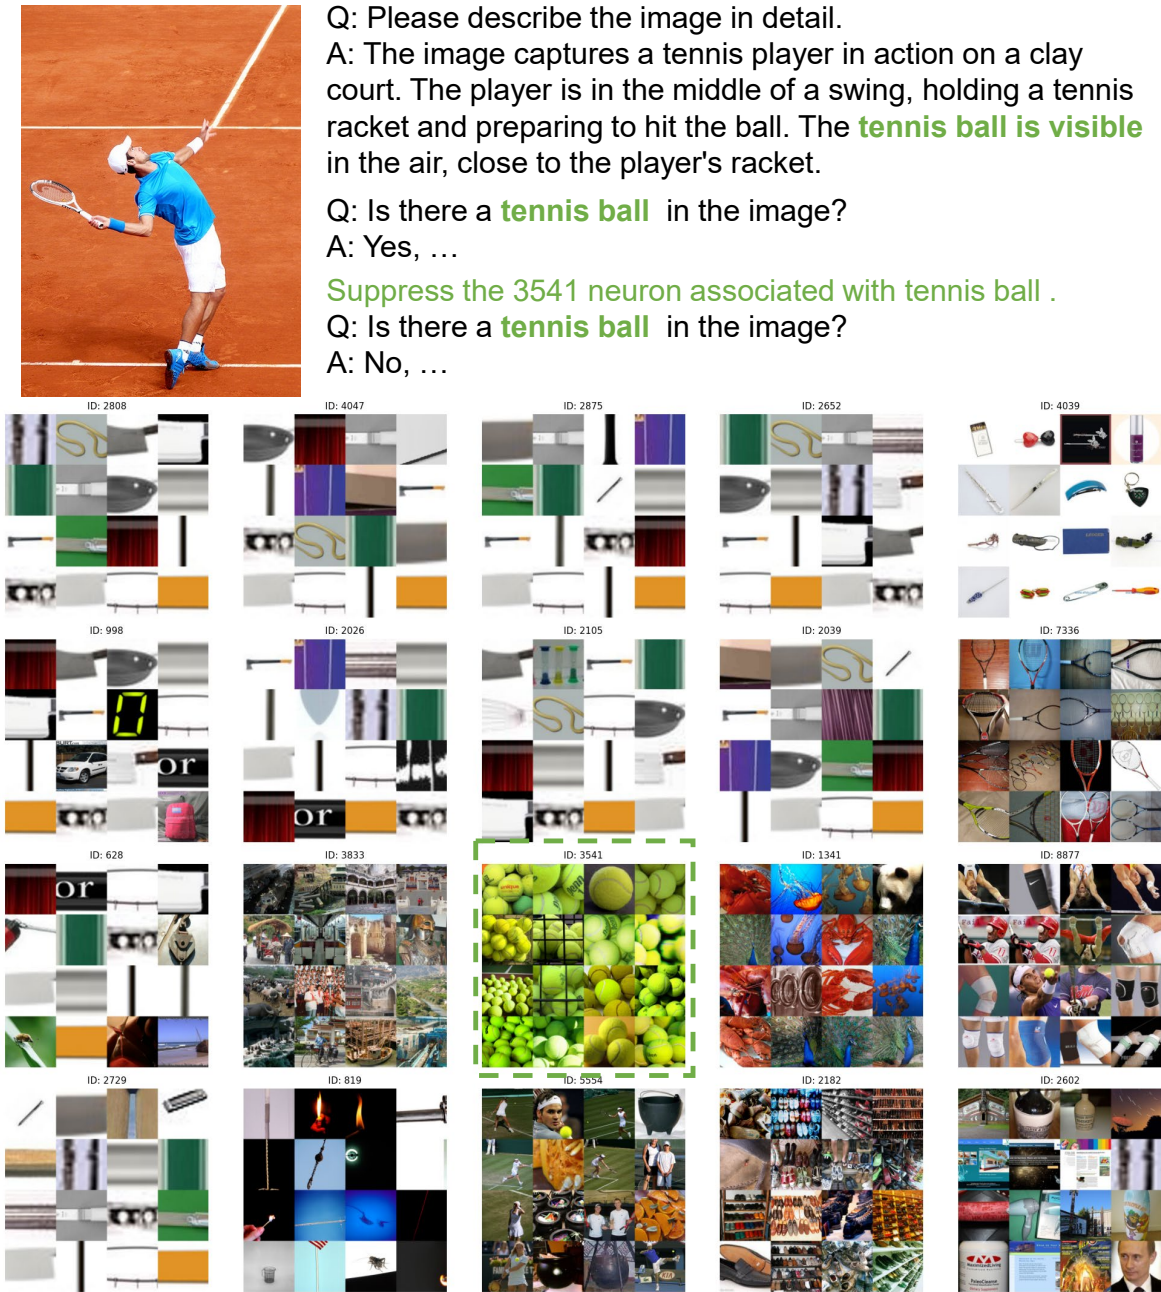 Q: Please describe the image in detail.
A: The image captures a tennis player in action on a clay
court. The player is in the middle of a swing, holding a tennis
racket and preparing to hit the ball. The tennis ball is visible
in the air, close to the player's racket.
Q: Is there a tennis ball in the image?
A: Yes, …
Suppress the 3541 neuron associated with tennis ball .
Q: Is there a tennis ball in the image?
A: No, …
ID: 2808
ID: 4047
ID: 2875
ID: 2652
ID: 4039
ID: 998
ID: 2026
ID: 2105
ID: 2039
ID: 7336
or
or
ID: 628
ID: 3833
ID: 3541
ID: 1341
ID: 8877
or
ID: 2729
ID: 819
ID: 5554
ID: 2182
ID: 2602